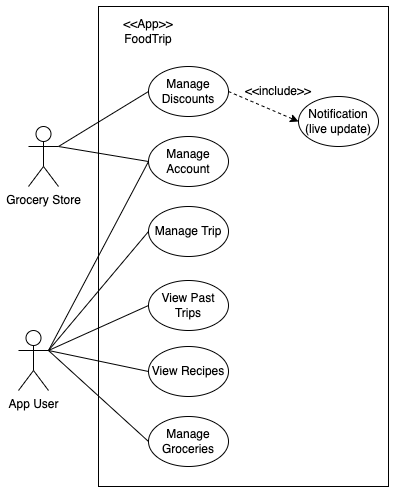 <<App>>
FoodTrip
Manage
Discounts
<<include>>
Notification
(live update)
Manage
Account
Grocery Store
Manage Trip
View Past
Trips
View Recipes
App User
Manage
Groceries